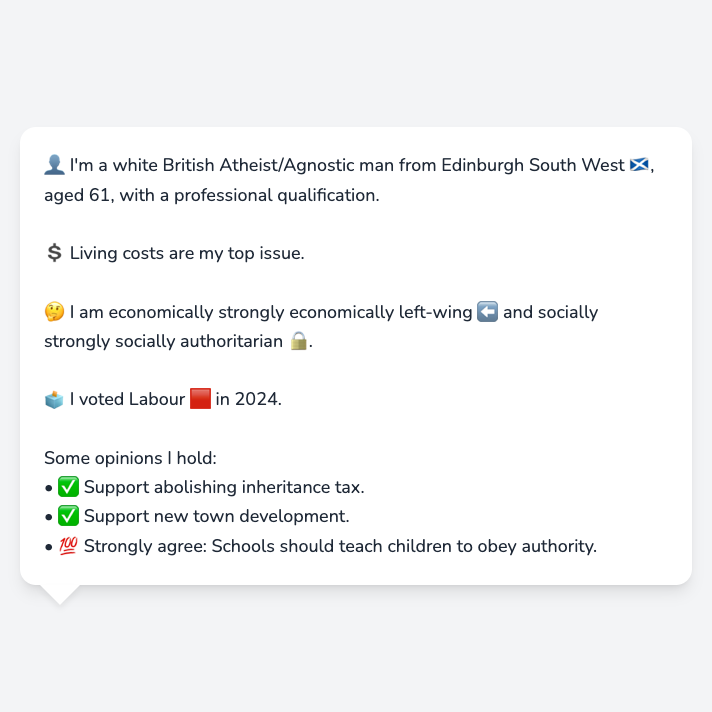 👤 I'm a white British Atheist/Agnostic man from Edinburgh South West 🏴󠁧󠁢󠁳󠁣󠁴󠁿,
aged 61, with a professional qualification.
💲 Living costs are my top issue.
🤔 I am economically strongly economically left-wing ⬅️ and socially
strongly socially authoritarian 🔒.
🗳️ I voted Labour 🟥 in 2024.
Some opinions I hold:
• ✅ Support abolishing inheritance tax.
• ✅ Support new town development.
• 💯 Strongly agree: Schools should teach children to obey authority.